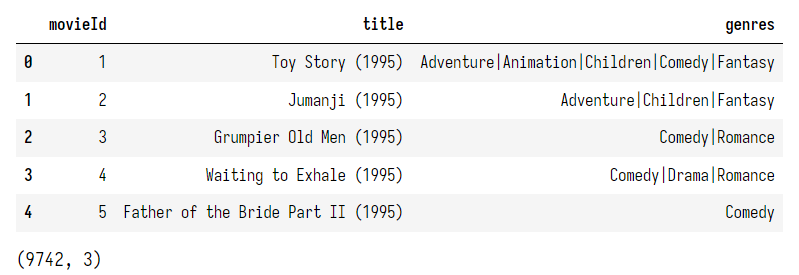 movieId title genres
0 1 Toy Story (1995) Adventure|Animation|Children|Comedy|Fantasy
1 2 Jumanji (1995) Adventure|Children|Fantasy
2 3 Grumpier Old Men (1995) Comedy|Romance
3 4 Waiting to Exhale (1995) Comedy|Drama|Romance
4 5 Father of the Bride Part II (1995) Comedy
(9742, 3)